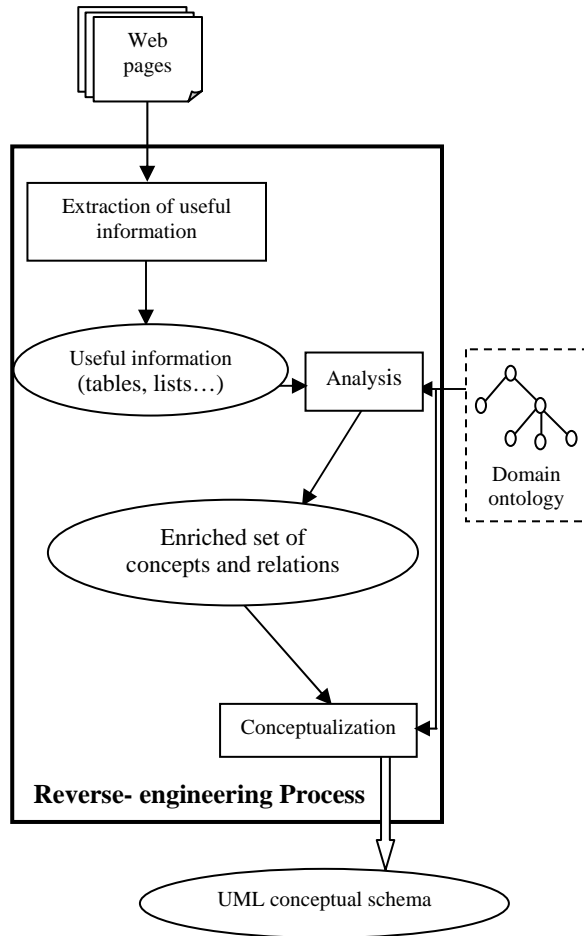 Web
pages
Extraction of useful
information
Useful information
(tables, lists…)
Analysis
Domain
ontology
Enriched set of
concepts and relations
Conceptualization
Reverse- engineering Process
UML conceptual schema